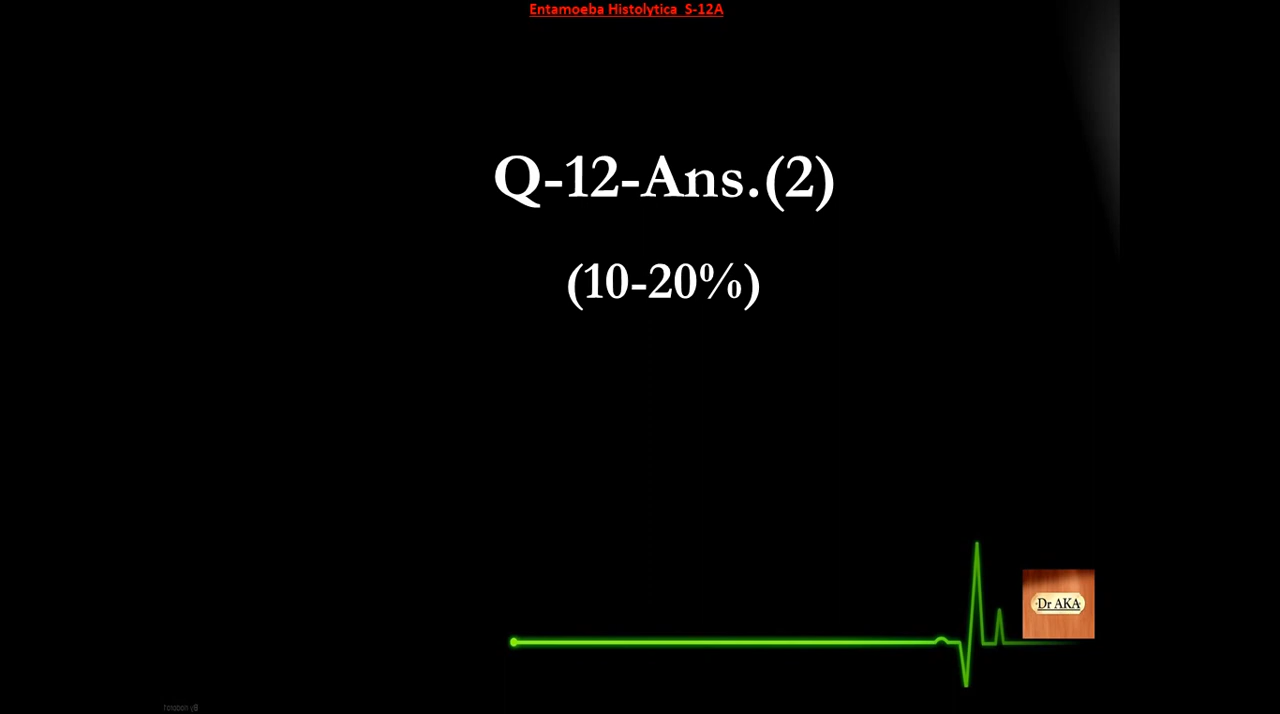 Entamoeba Histolytica S-12A
Q-12-Ans.(2)
(10-20%)
Dr AKA